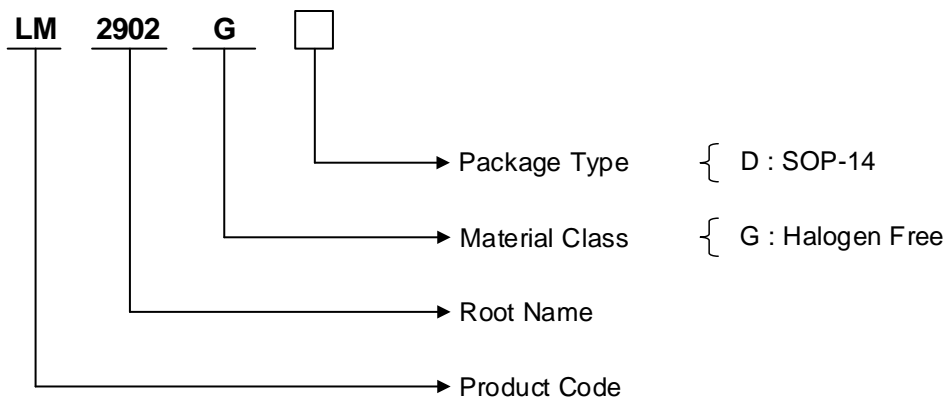 LM 2902 G
Package Type D : SOP-14
Material Class G : Halogen Free
Root Name
Product Code